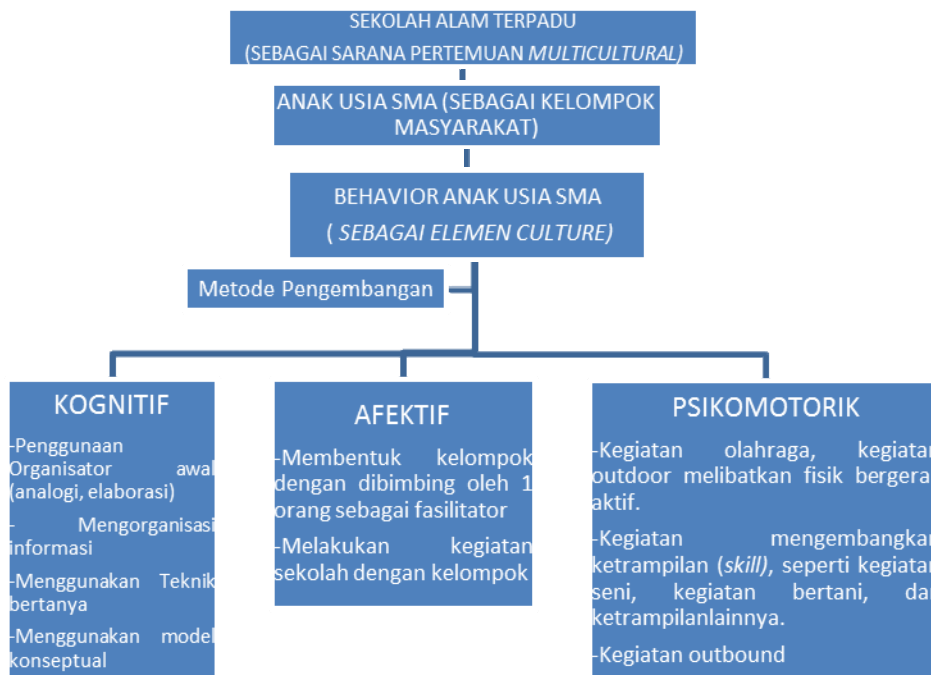 SEKOLAH ALAM TERPADU
(SEBAGAI SARANA PERTEMUAN MULTICULTURAL)
ANAK USIA SMA (SEBAGAI KELOMPOK
MASYARAKAT)
BEHAVIOR ANAK USIA SMA
( SEBAGAI ELEMEN CULTURE)
Metode Pengembangan
KOGNITIF
-Penggunaan
Organisator awal
(analogi, elaborasi)
- Mengorganisasi
informasi
-Menggunakan Teknik
bertanya
-Menggunakan model
konseptual
AFEKTIF
-Membentuk kelompok
dengan dibimbing oleh 1
orang sebagai fasilitator
-Melakukan kegiatan
sekolah dengan kelompok
PSIKOMOTORIK
-Kegiatan olahraga, kegiatan
outdoor melibatkan fisik bergera
aktif.
-Kegiatan mengembangkan
ketrampilan (skill), seperti kegiatan
seni, kegiatan bertani, dan
ketrampilanlainnya.
-Kegiatan outbound